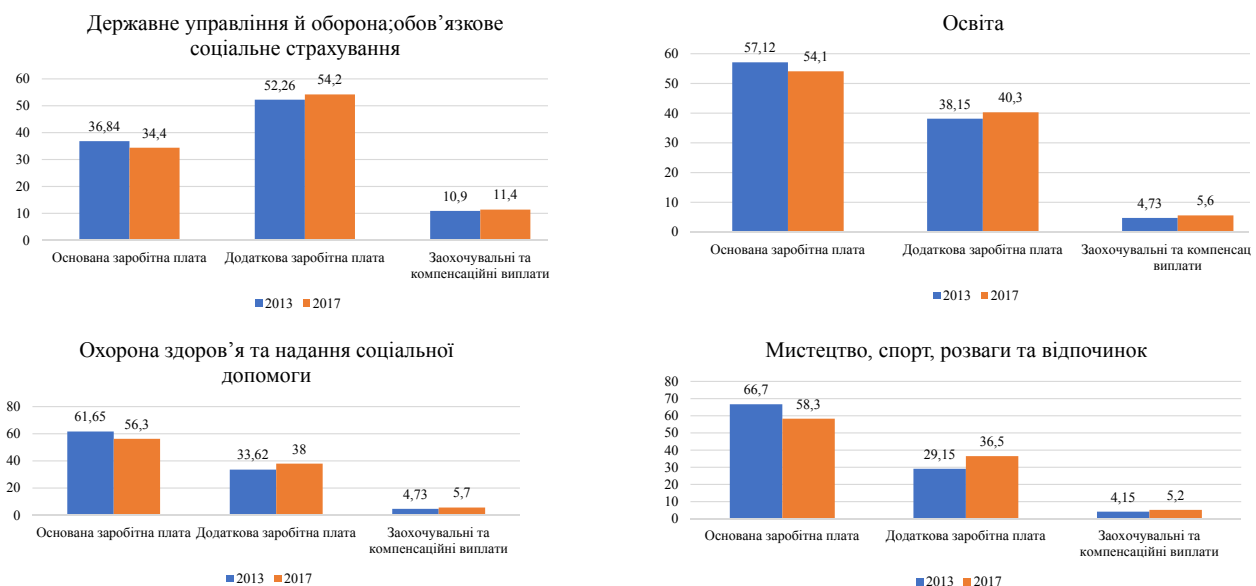 Державне управління й оборона;обов’язкове
соціальне страхування
60
50
40
30
20
10
0
36,84
34,4
52,26
54,2
10,9
11,4
Основана заробітна плата
Додаткова заробітна плата
Заохочувальні та
компенсаційні виплати
2013 2017
Освіта
60
50
40
30
20
10
0
57,12
54,1
38,15
40,3
4,73
5,6
Основана заробітна плата
Додаткова заробітна плата
Заохочувальні та компенсац
виплати
2013 2017
Охорона здоров’я та надання соціальної
допомоги
80
60
40
20
0
61,65
56,3
33,62
38
4,73
5,7
Основана заробітна плата
Додаткова заробітна плата
Заохочувальні та
компенсаційні виплати
2013 2017
Мистецтво, спорт, розваги та відпочинок
80
70
60
50
40
30
20
10
0
66,7
58,3
29,15
36,5
4,15
5,2
Основана заробітна плата
Додаткова заробітна плата
Заохочувальні та
компенсаційні виплати
2013 2017